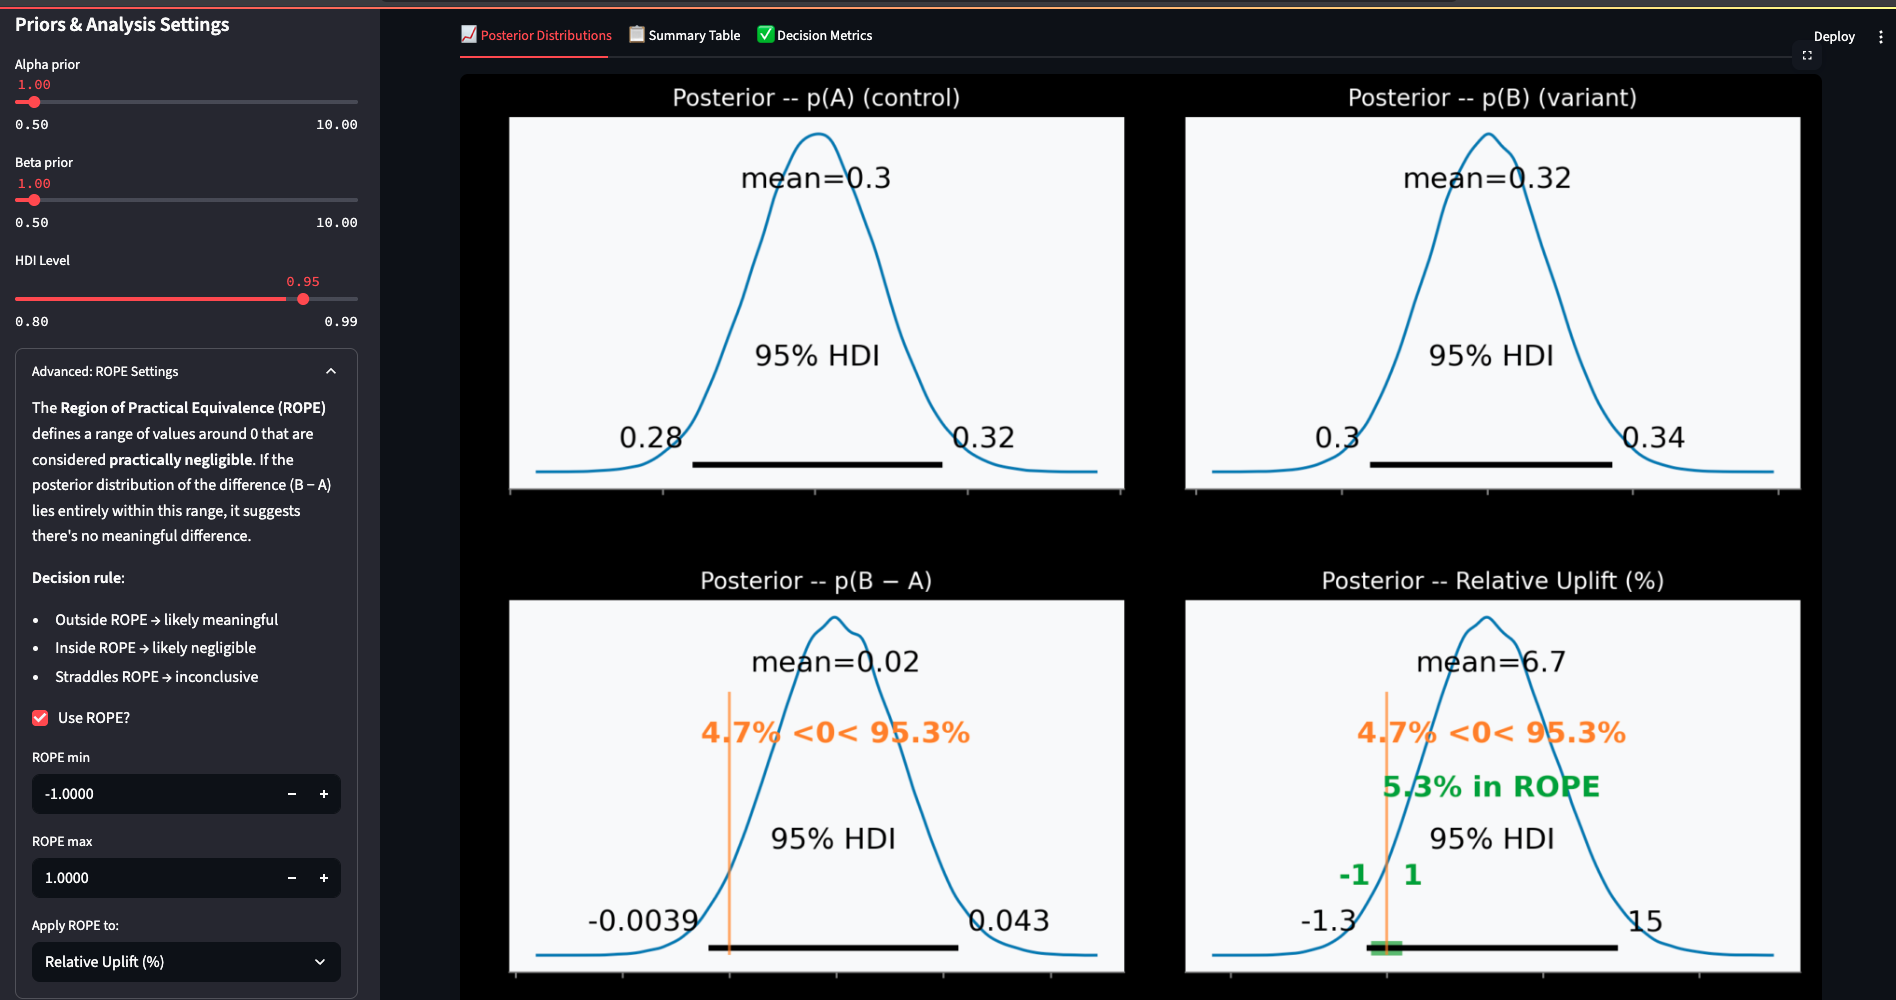 Priors & Analysis Settings
Alpha prior
1.00
0.50 10.00
Beta prior
1.00
0.50 10.00
HDI Level
0.95
0.80 0.99
Advanced: ROPE Settings
The Region of Practical Equivalence (ROPE)
defines a range of values around 0 that are
considered practically negligible. If the
posterior distribution of the difference (B − A)
lies entirely within this range, it suggests
there's no meaningful difference.
Decision rule:
• Outside ROPE → likely meaningful
• Inside ROPE → likely negligible
• Straddles ROPE → inconclusive
Use ROPE?
ROPE min
-1.0000 − +
ROPE max
1.0000 − +
Apply ROPE to:
Relative Uplift (%)
Posterior Distributions Summary Table Decision Metrics
Deploy
Posterior -- p(A) (control)
mean=0.3
95% HDI
0.28 0.32
Posterior -- p(B) (variant)
mean=0.32
95% HDI
0.3 0.34
Posterior -- p(B − A)
mean=0.02
4.7% <0< 95.3%
95% HDI
-0.0039 0.043
Posterior -- Relative Uplift (%)
mean=6.7
4.7% <0< 95.3%
5.3% in ROPE
95% HDI
-1 1
-1.3 15